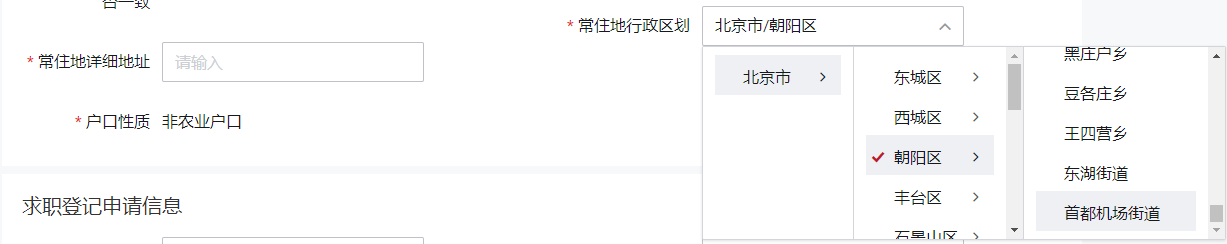 否一致
* 常住地行政区划
北京市/朝阳区
* 常住地详细地址
请输入
* 户口性质
非农业户口
求职登记申请信息
北京市
东城区
西城区
朝阳区
丰台区
石景山区
黑庄户乡
豆各庄乡
王四营乡
东湖街道
首都机场街道